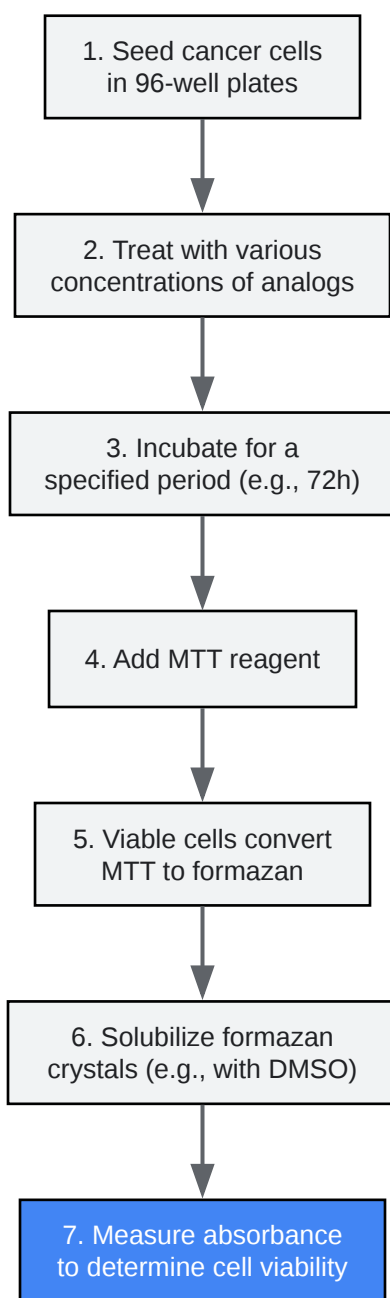 1. Seed cancer cells
in 96-well plates
2. Treat with various
concentrations of analogs
3. Incubate for a
specified period (e.g., 72h)
4. Add MTT reagent
5. Viable cells convert
MTT to formazan
6. Solubilize formazan
crystals (e.g., with DMSO)
7. Measure absorbance
to determine cell viability